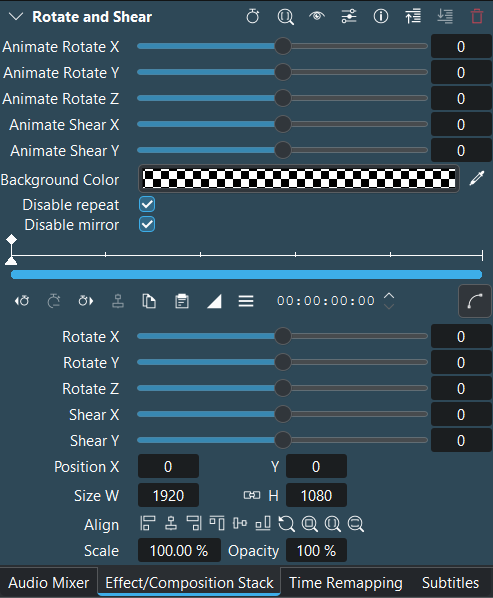 Rotate and Shear
Animate Rotate X 0
Animate Rotate Y 0
Animate Rotate Z 0
Animate Shear X 0
Animate Shear Y 0
Background Color
Disable repeat
Disable mirror
00:00:00:00
Rotate X 0
Rotate Y 0
Rotate Z 0
Shear X 0
Shear Y 0
Position X 0 Y 0
Size W 1920 H 1080
Align
Scale 100.00 % Opacity 100 %
Audio Mixer Effect/Composition Stack Time Remapping Subtitles